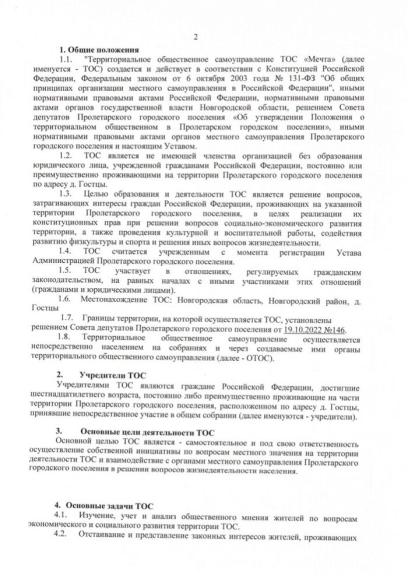 2
1. Общие положения
1.1. "Территориальное общественное самоуправление ТОС «Мечта» (далее
именуется - ТОС) создается и действует в соответствии с Конституцией Российской
Федерации, Федеральным законом от 6 октября 2003 года № 131-ФЗ "Об общих
принципах организации местного самоуправления в Российской Федерации", иными
нормативными правовыми актами Российской Федерации, нормативными правовыми
актами органов государственной власти Новгородской области, решением Совета
депутатов Пролетарского городского поселения «Об утверждении Положения о
территориальном общественном в Пролетарском городском поселении», иными
нормативными правовыми актами органов местного самоуправления Пролетарского
городского поселения и настоящим Уставом.
1.2. ТОС является не имеющей членства организацией без образования
юридического лица, учрежденной гражданами Российской Федерации, постоянно или
преимущественно проживающими на территории Пролетарского городского поселения
по адресу д. Гостцы.
1.3. Целью образования и деятельности ТОС является решение вопросов,
затрагивающих интересы граждан Российской Федерации, проживающих на указанной
территории Пролетарского городского поселения, в целях реализации их
конституционных прав при решении вопросов социально-экономического развития
территории, а также проведения культурной и воспитательной работы, содействия
развитию физкультуры и спорта и решения иных вопросов жизнедеятельности.
1.4. ТОС считается учрежденным с момента регистрации Устава
Администрацией Пролетарского городского поселения.
1.5. ТОС участвует в отношениях, регулируемых гражданским
законодательством, на равных началах с иными участниками этих отношений
(гражданами и юридическими лицами).
1.6. Местонахождение ТОС: Новгородская область, Новгородский район, д.
Гостцы
1.7. Границы территории, на которой осуществляется ТОС, установлены
решением Совета депутатов Пролетарского городского поселения от 19.10.2022 №146.
1.8. Территориальное общественное самоуправление осуществляется
непосредственно населением на собраниях и через создаваемые ими органы
территориального общественного самоуправления (далее - ОТОС).
2. Учредители ТОС
Учредителями ТОС являются граждане Российской Федерации, достигшие
шестнадцатилетнего возраста, постоянно либо преимущественно проживающие на части
территории Пролетарского городского поселения, расположенном по адресу д. Гостцы,
принявшие непосредственное участие в общем собрании (далее именуются - учредители).
3. Основные цели деятельности ТОС
Основной целью ТОС является - самостоятельное и под свою ответственность
осуществление собственной инициативы по вопросам местного значения на территории
деятельности ТОС и взаимодействие с органами местного самоуправления Пролетарского
городского поселения в решении вопросов жизнедеятельности населения.
4. Основные задачи ТОС
4.1. Изучение, учет и анализ общественного мнения жителей по вопросам
экономического и социального развития территории ТОС.
4.2. Отстаивание и представление законных интересов жителей, проживающих